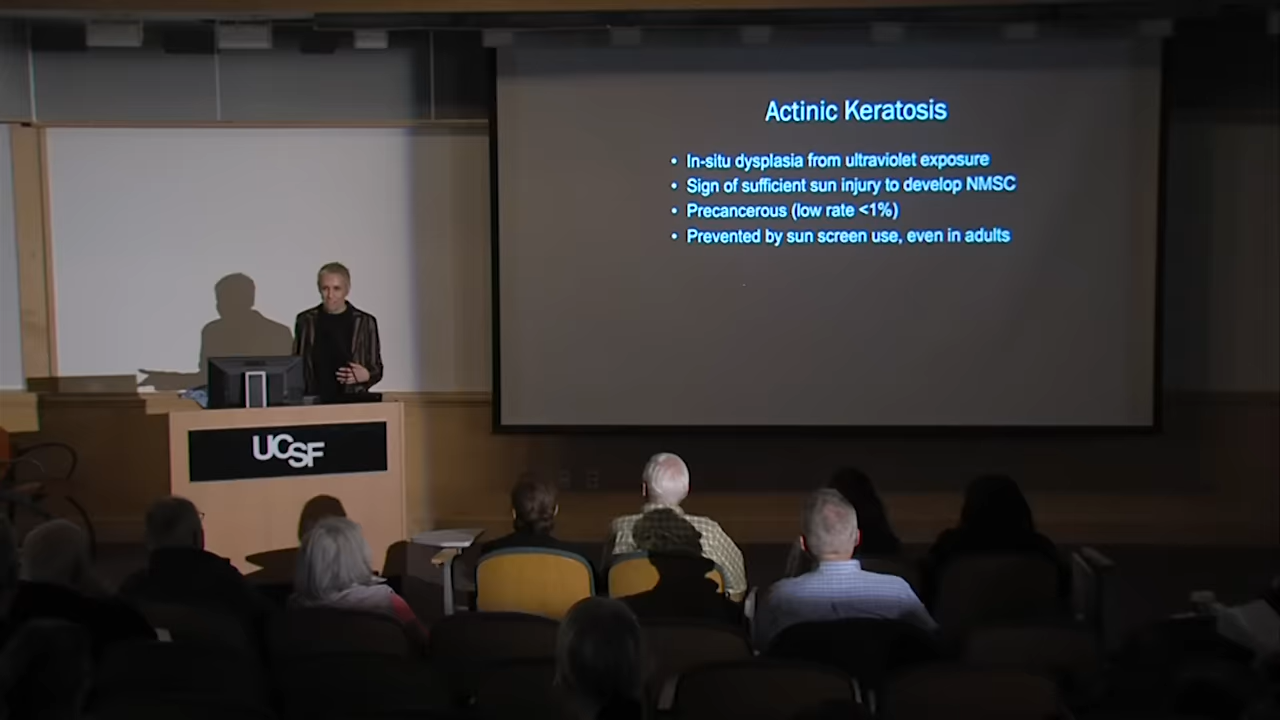 Actinic Keratosis
• In-situ dysplasia from ultraviolet exposure
• Sign of sufficient sun injury to develop NMSC
• Precancerous (low rate <1%)
• Prevented by sun screen use, even in adults
UCSF